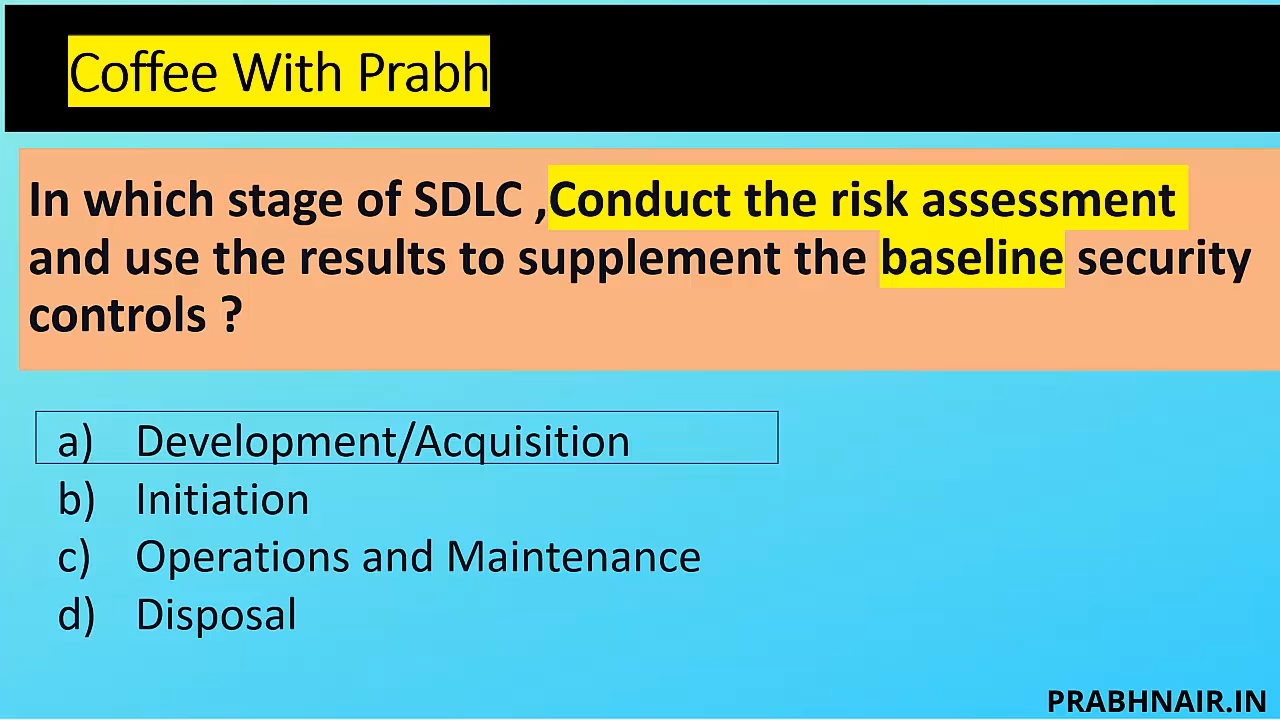 Coffee With Prabh
In which stage of SDLC ,Conduct the risk assessment
and use the results to supplement the baseline security
controls ?
a) Development/Acquisition
b) Initiation
c) Operations and Maintenance
d) Disposal
PRABHNAIR.IN